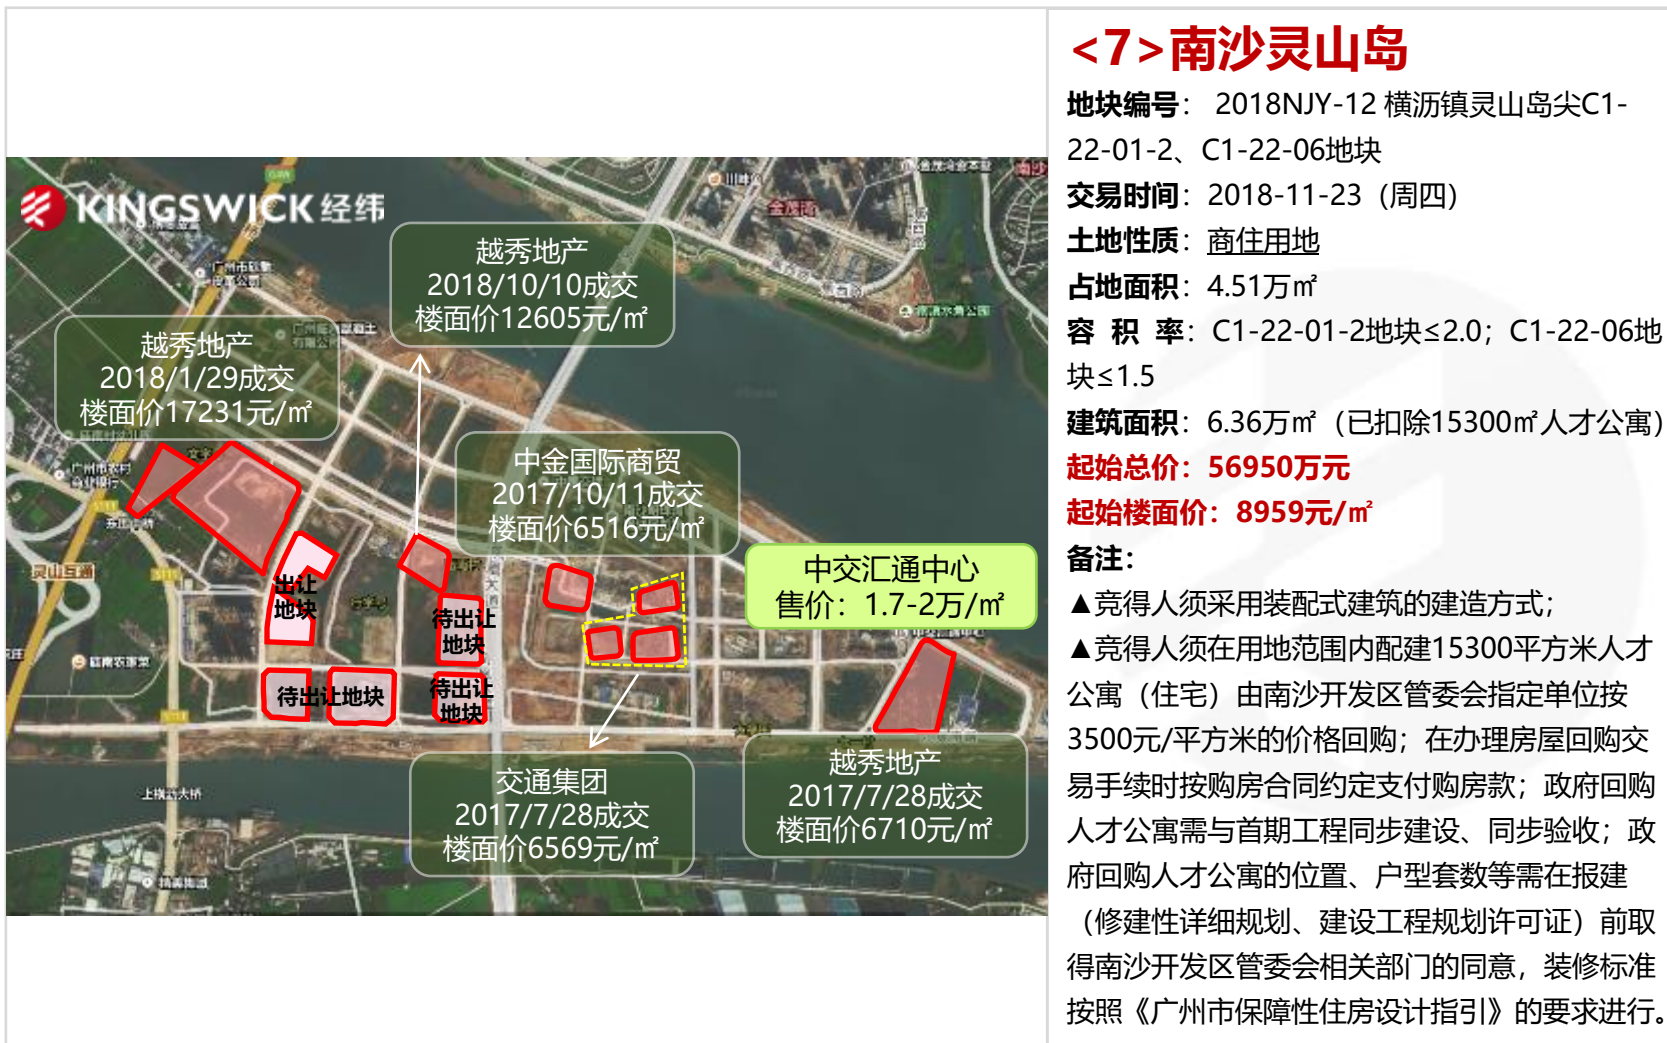 <7>南沙灵山岛
地块编号： 2018NJY-12 横沥镇灵山岛尖C1-
22-01-2、C1-22-06地块
交易时间：2018-11-23（周四）
土地性质：商住用地
占地面积：4.51万㎡
容 积 率：C1-22-01-2地块≤2.0；C1-22-06地
块≤1.5
建筑面积：6.36万㎡（已扣除15300㎡人才公寓）
起始总价：56950万元
起始楼面价：8959元/㎡
备注：
▲竞得人须采用装配式建筑的建造方式；
▲竞得人须在用地范围内配建15300平方米人才
公寓（住宅）由南沙开发区管委会指定单位按
3500元/平方米的价格回购；在办理房屋回购交
易手续时按购房合同约定支付购房款；政府回购
人才公寓需与首期工程同步建设、同步验收；政
府回购人才公寓的位置、户型套数等需在报建
（修建性详细规划、建设工程规划许可证）前取
得南沙开发区管委会相关部门的同意，装修标准
按照《广州市保障性住房设计指引》的要求进行。
KINGSWICK 经纬
越秀地产
2018/10/10成交
楼面价12605元/㎡
越秀地产
2018/1/29成交
楼面价17231元/㎡
中金国际商贸
2017/10/11成交
楼面价6516元/㎡
中交汇通中心
售价：1.7-2万/㎡
出让
地块
待出让
地块
待出让地块
待出让
地块
交通集团
2017/7/28成交
楼面价6569元/㎡
越秀地产
2017/7/28成交
楼面价6710元/㎡
金茂湾
灵山互通
上横沥大桥